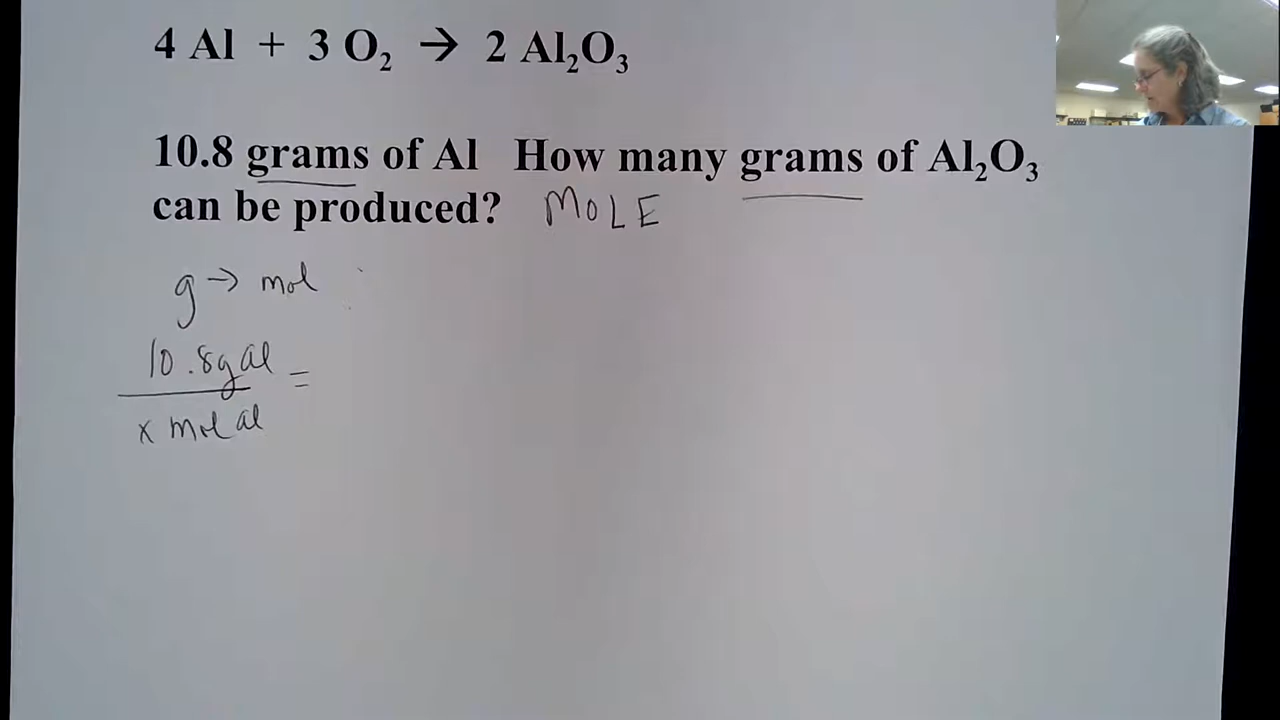 4 Al + 3 O₂ → 2 Al₂O₃
10.8 grams of Al How many grams of Al₂O₃
can be produced? MOLE
g → mol
10.8g al =
x mol al